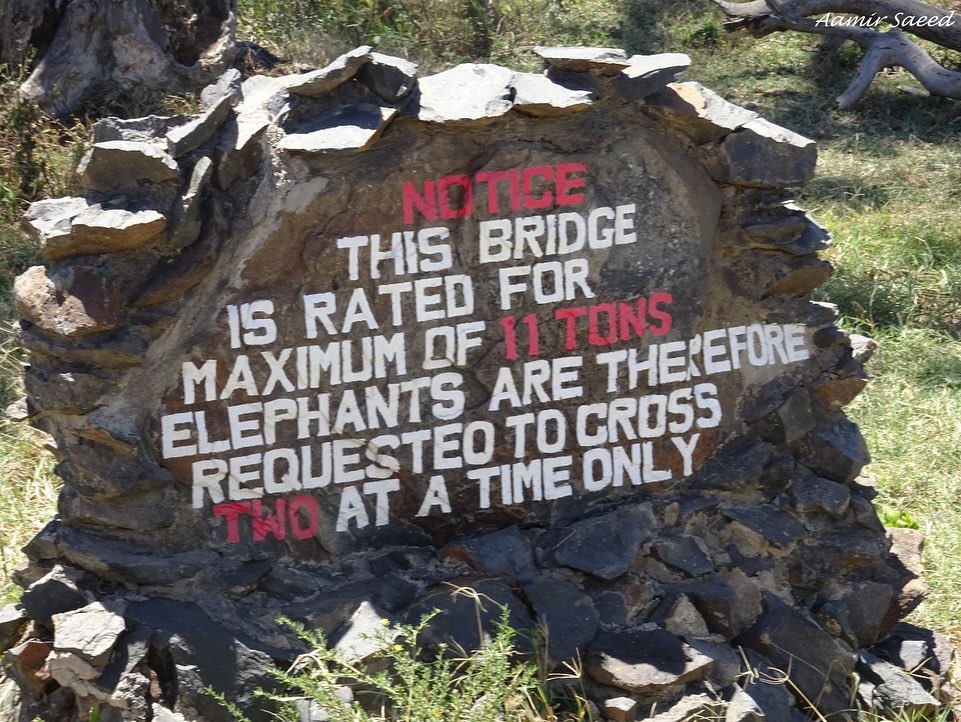 Aamir Saeed
NOTICE
THIS BRIDGE
IS RATED FOR
MAXIMUM OF 11 TONS
ELEPHANTS ARE THEREFORE
REQUESTED TO CROSS
TWO AT A TIME ONLY